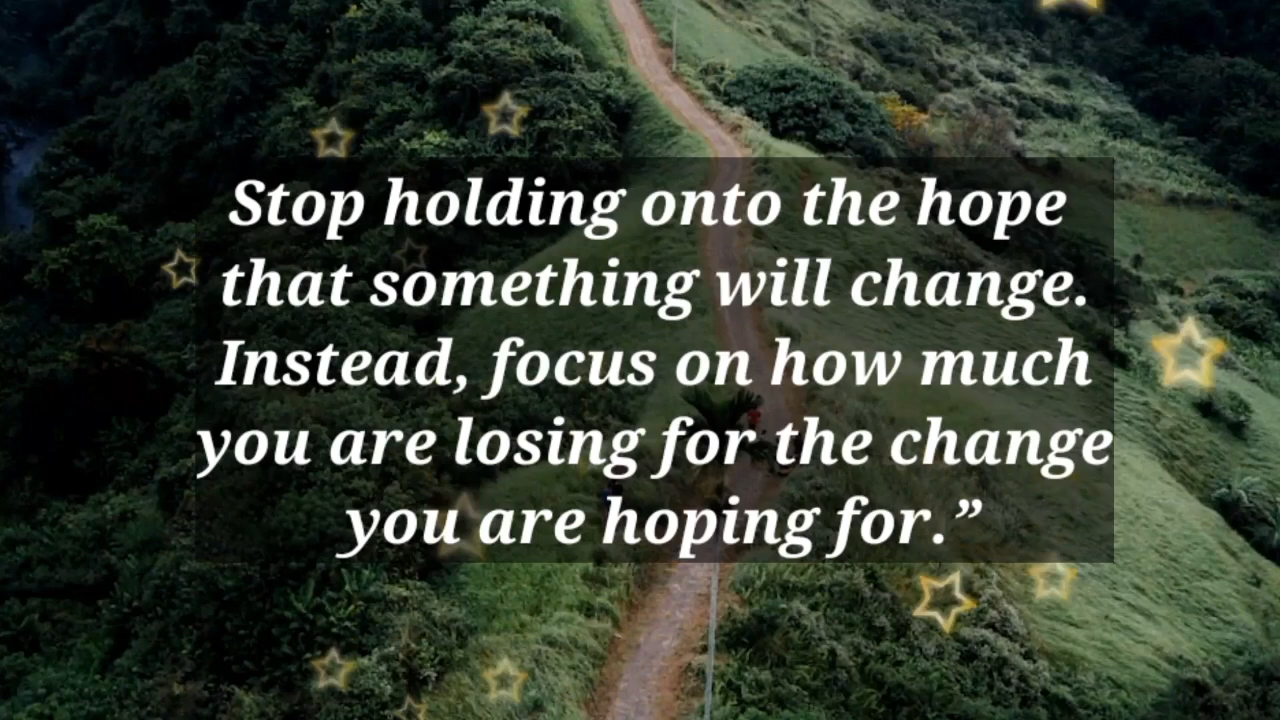 Stop holding onto the hope
that something will change.
Instead, focus on how much
you are losing for the change
you are hoping for.”